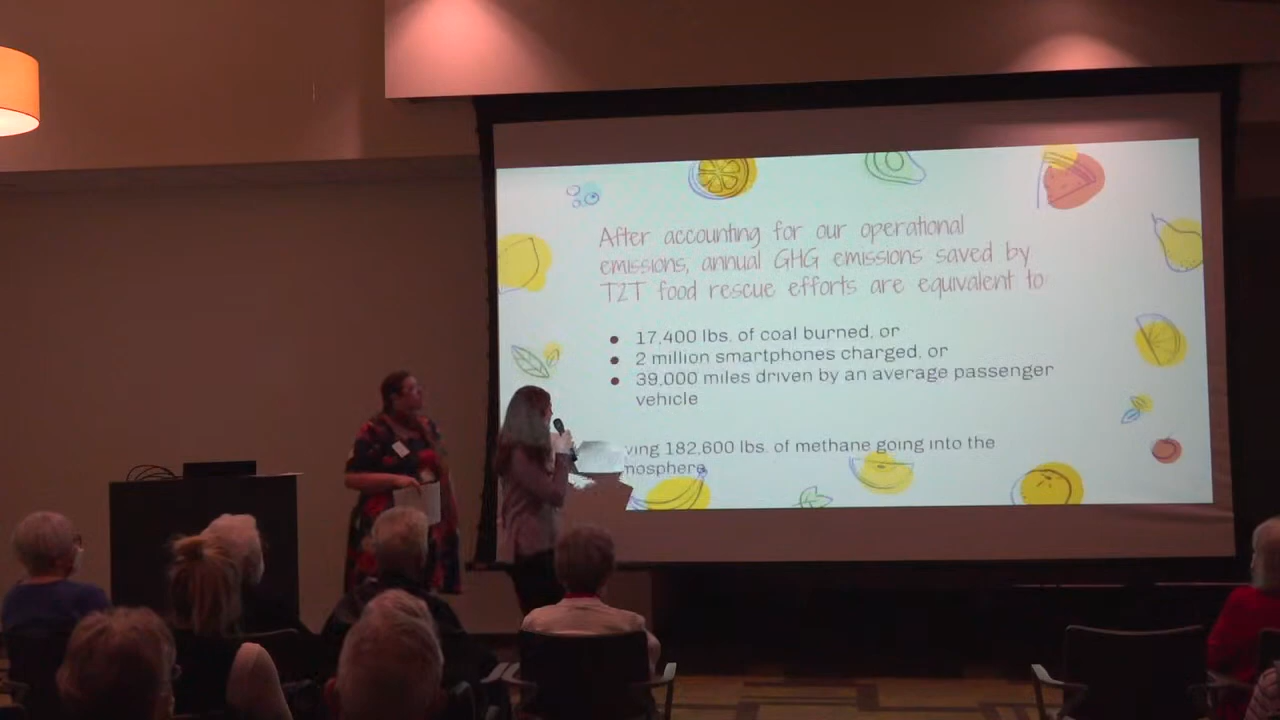 After accounting for our operational
emissions, annual GHG emissions saved by
T2T food rescue efforts are equivalent to
• 17,400 lbs. of coal burned, or
• 2 million smartphones charged, or
• 39,000 miles driven by an average passenger
vehicle
182,600 lbs. of methane going into the